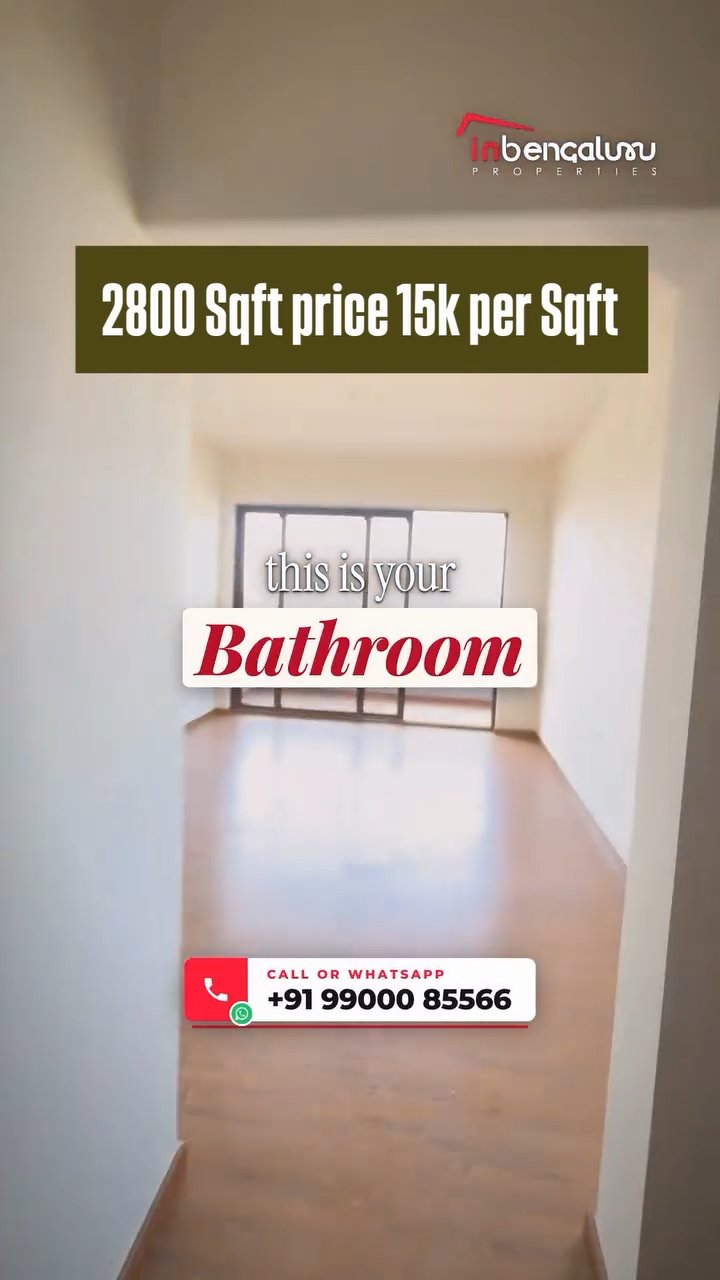 inbengaluru
PROPERTIES
2800 Sqft price 15k per Sqft
this is your
Bathroom
CALL OR WHATSAPP
+91 99000 85566